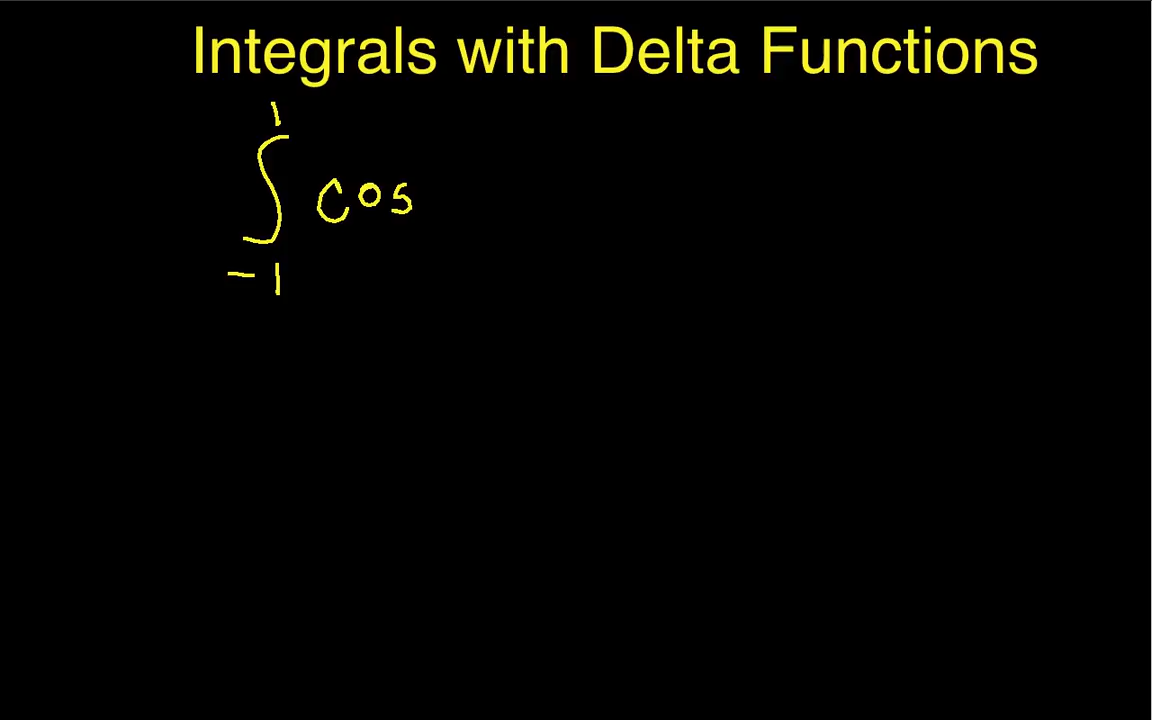 Integrals with Delta Functions
1
∫ cos
-1